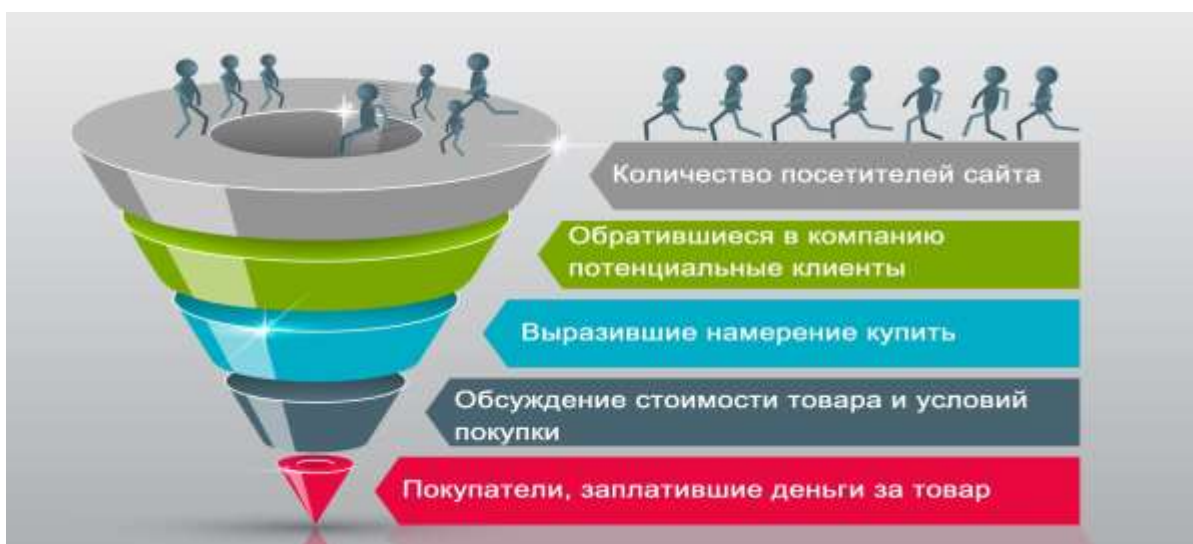 Количество посетителей сайта
Обратившиеся в компанию
потенциальные клиенты
Выразившие намерение купить
Обсуждение стоимости товара и условий
покупки
Покупатели, заплатившие деньги за товар